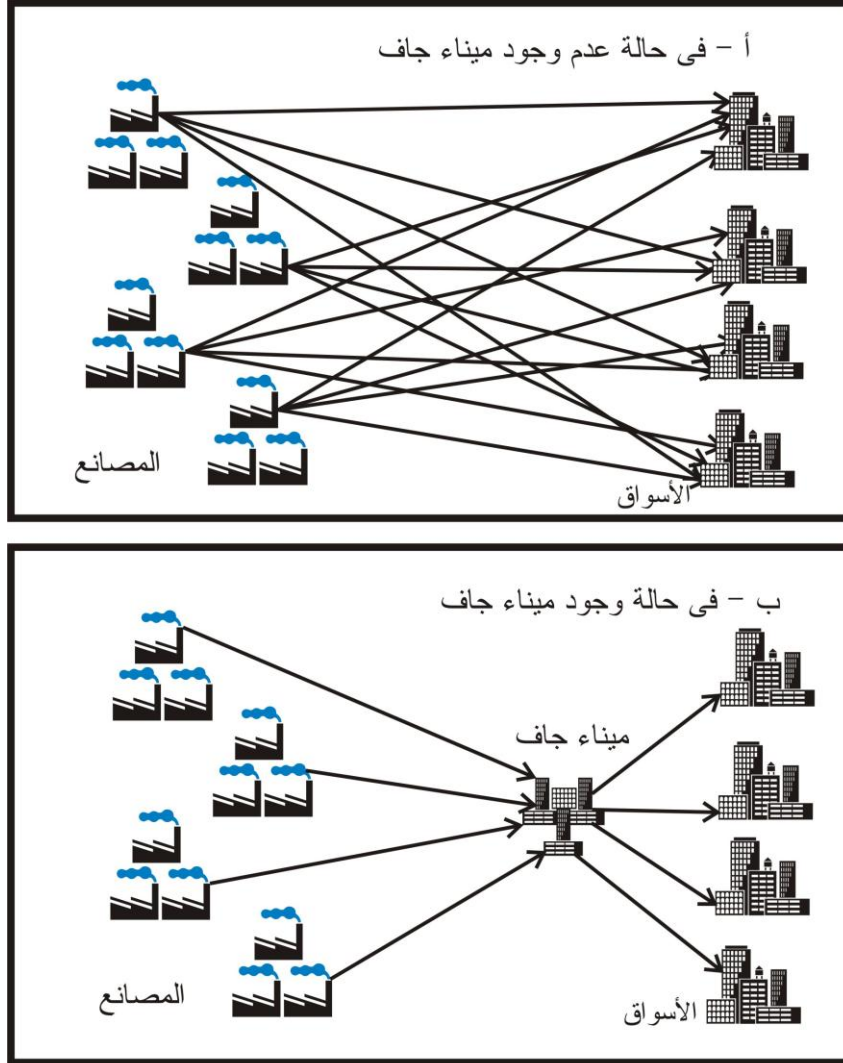 أ - فى حالة عدم وجود ميناء جاف
المصانع
الأسواق
ب - فى حالة وجود ميناء جاف
ميناء جاف
المصانع
الأسواق